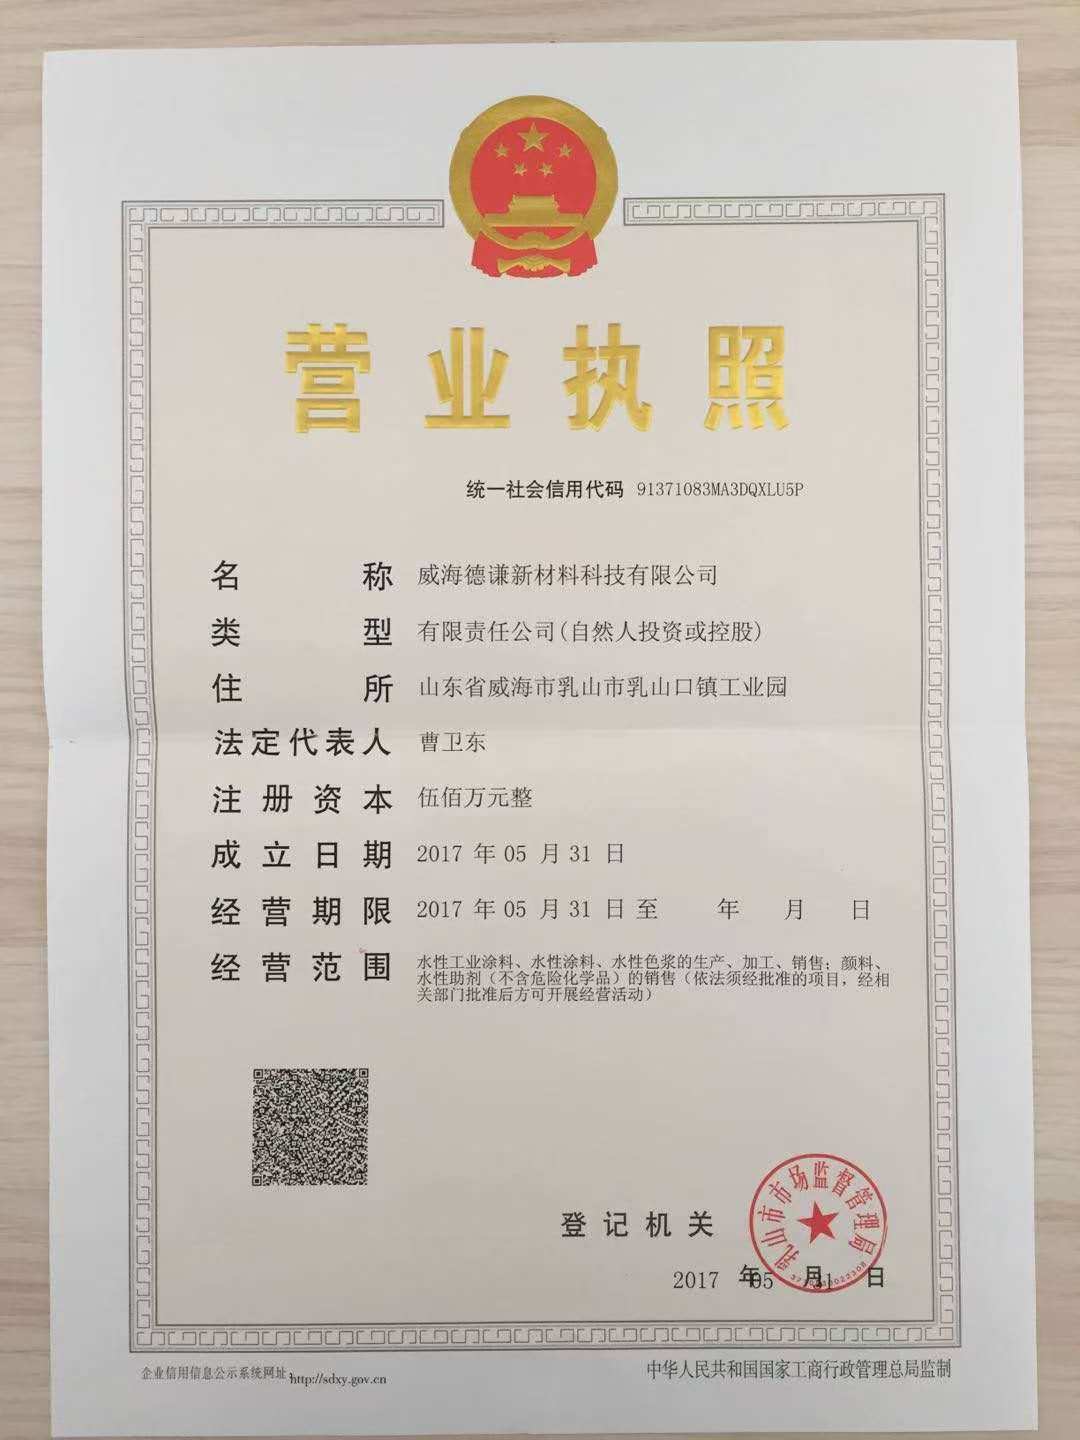 营业执照
统一社会信用代码 91371083MA3DQXLU5P
名称 威海德谦新材料科技有限公司
类型 有限责任公司(自然人投资或控股)
住所 山东省威海市乳山市乳山口镇工业园
法定代表人 曹卫东
注册资本 伍佰万元整
成立日期 2017 年 05 月 31 日
经营期限 2017 年 05 月 31 日 至 年 月 日
经营范围 水性工业涂料、水性涂料、水性色浆的生产、加工、销售；颜料、
水性助剂（不含危险化学品）的销售（依法须经批准的项目，经相
关部门批准后方可开展经营活动）
登记机关
乳山市市场监督管理局
2017 年 05 月 31 日
企业信用信息公示系统网址：http://sdxy.gov.cn
中华人民共和国国家工商行政管理总局监制